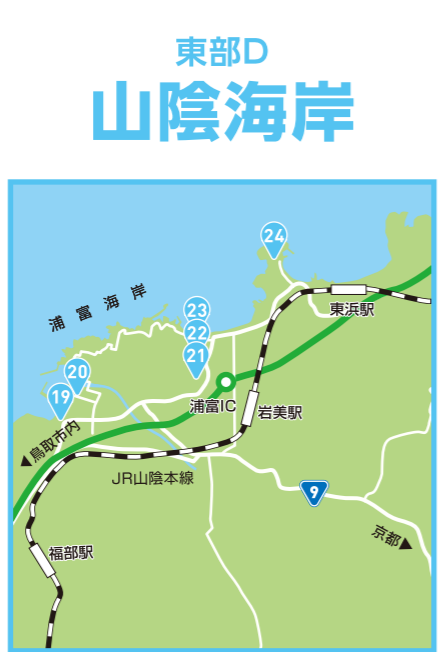 東部D
山陰海岸
24
浦富海岸
東浜駅
23
22
21
20
19
浦富IC
岩美駅
▲鳥取市内
JR山陰本線
9
京都▲
福部駅